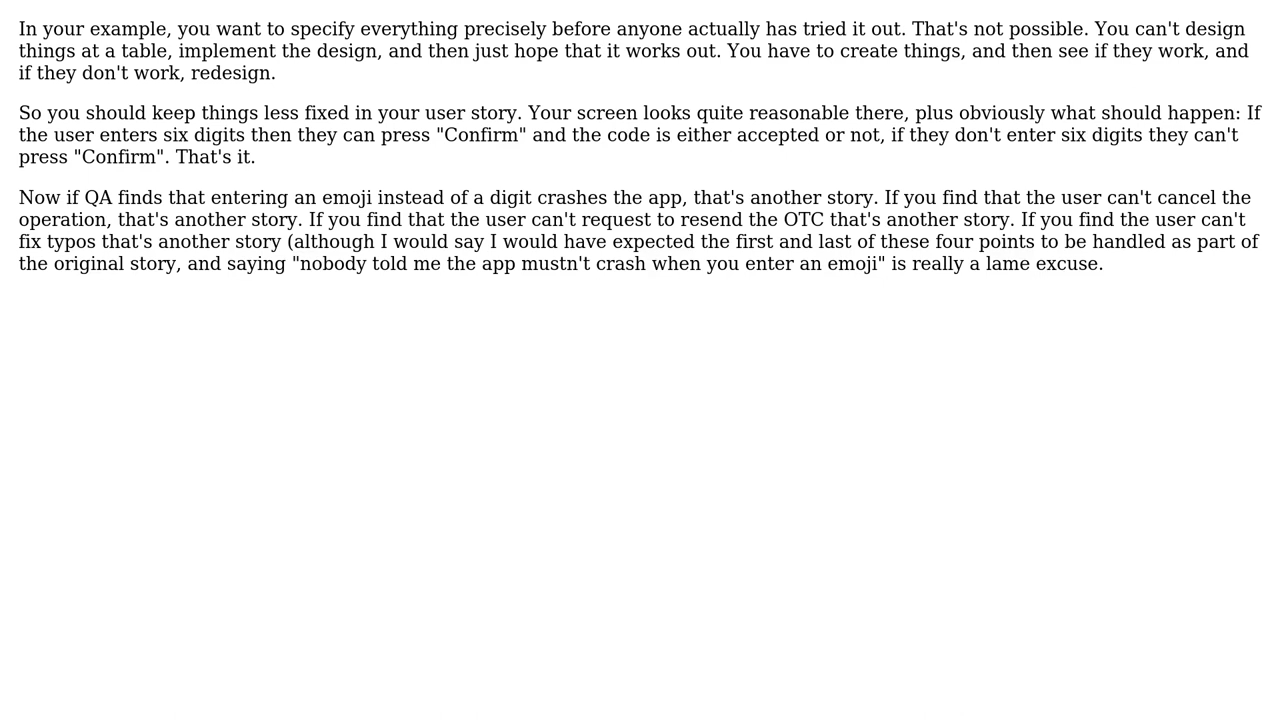 In your example, you want to specify everything precisely before anyone actually has tried it out. That's not possible. You can't design
things at a table, implement the design, and then just hope that it works out. You have to create things, and then see if they work, and
if they don't work, redesign.
So you should keep things less fixed in your user story. Your screen looks quite reasonable there, plus obviously what should happen: If
the user enters six digits then they can press "Confirm" and the code is either accepted or not, if they don't enter six digits they can't
press "Confirm". That's it.
Now if QA finds that entering an emoji instead of a digit crashes the app, that's another story. If you find that the user can't cancel the
operation, that's another story. If you find that the user can't request to resend the OTC that's another story. If you find the user can't
fix typos that's another story (although I would say I would have expected the first and last of these four points to be handled as part of
the original story, and saying "nobody told me the app mustn't crash when you enter an emoji" is really a lame excuse.